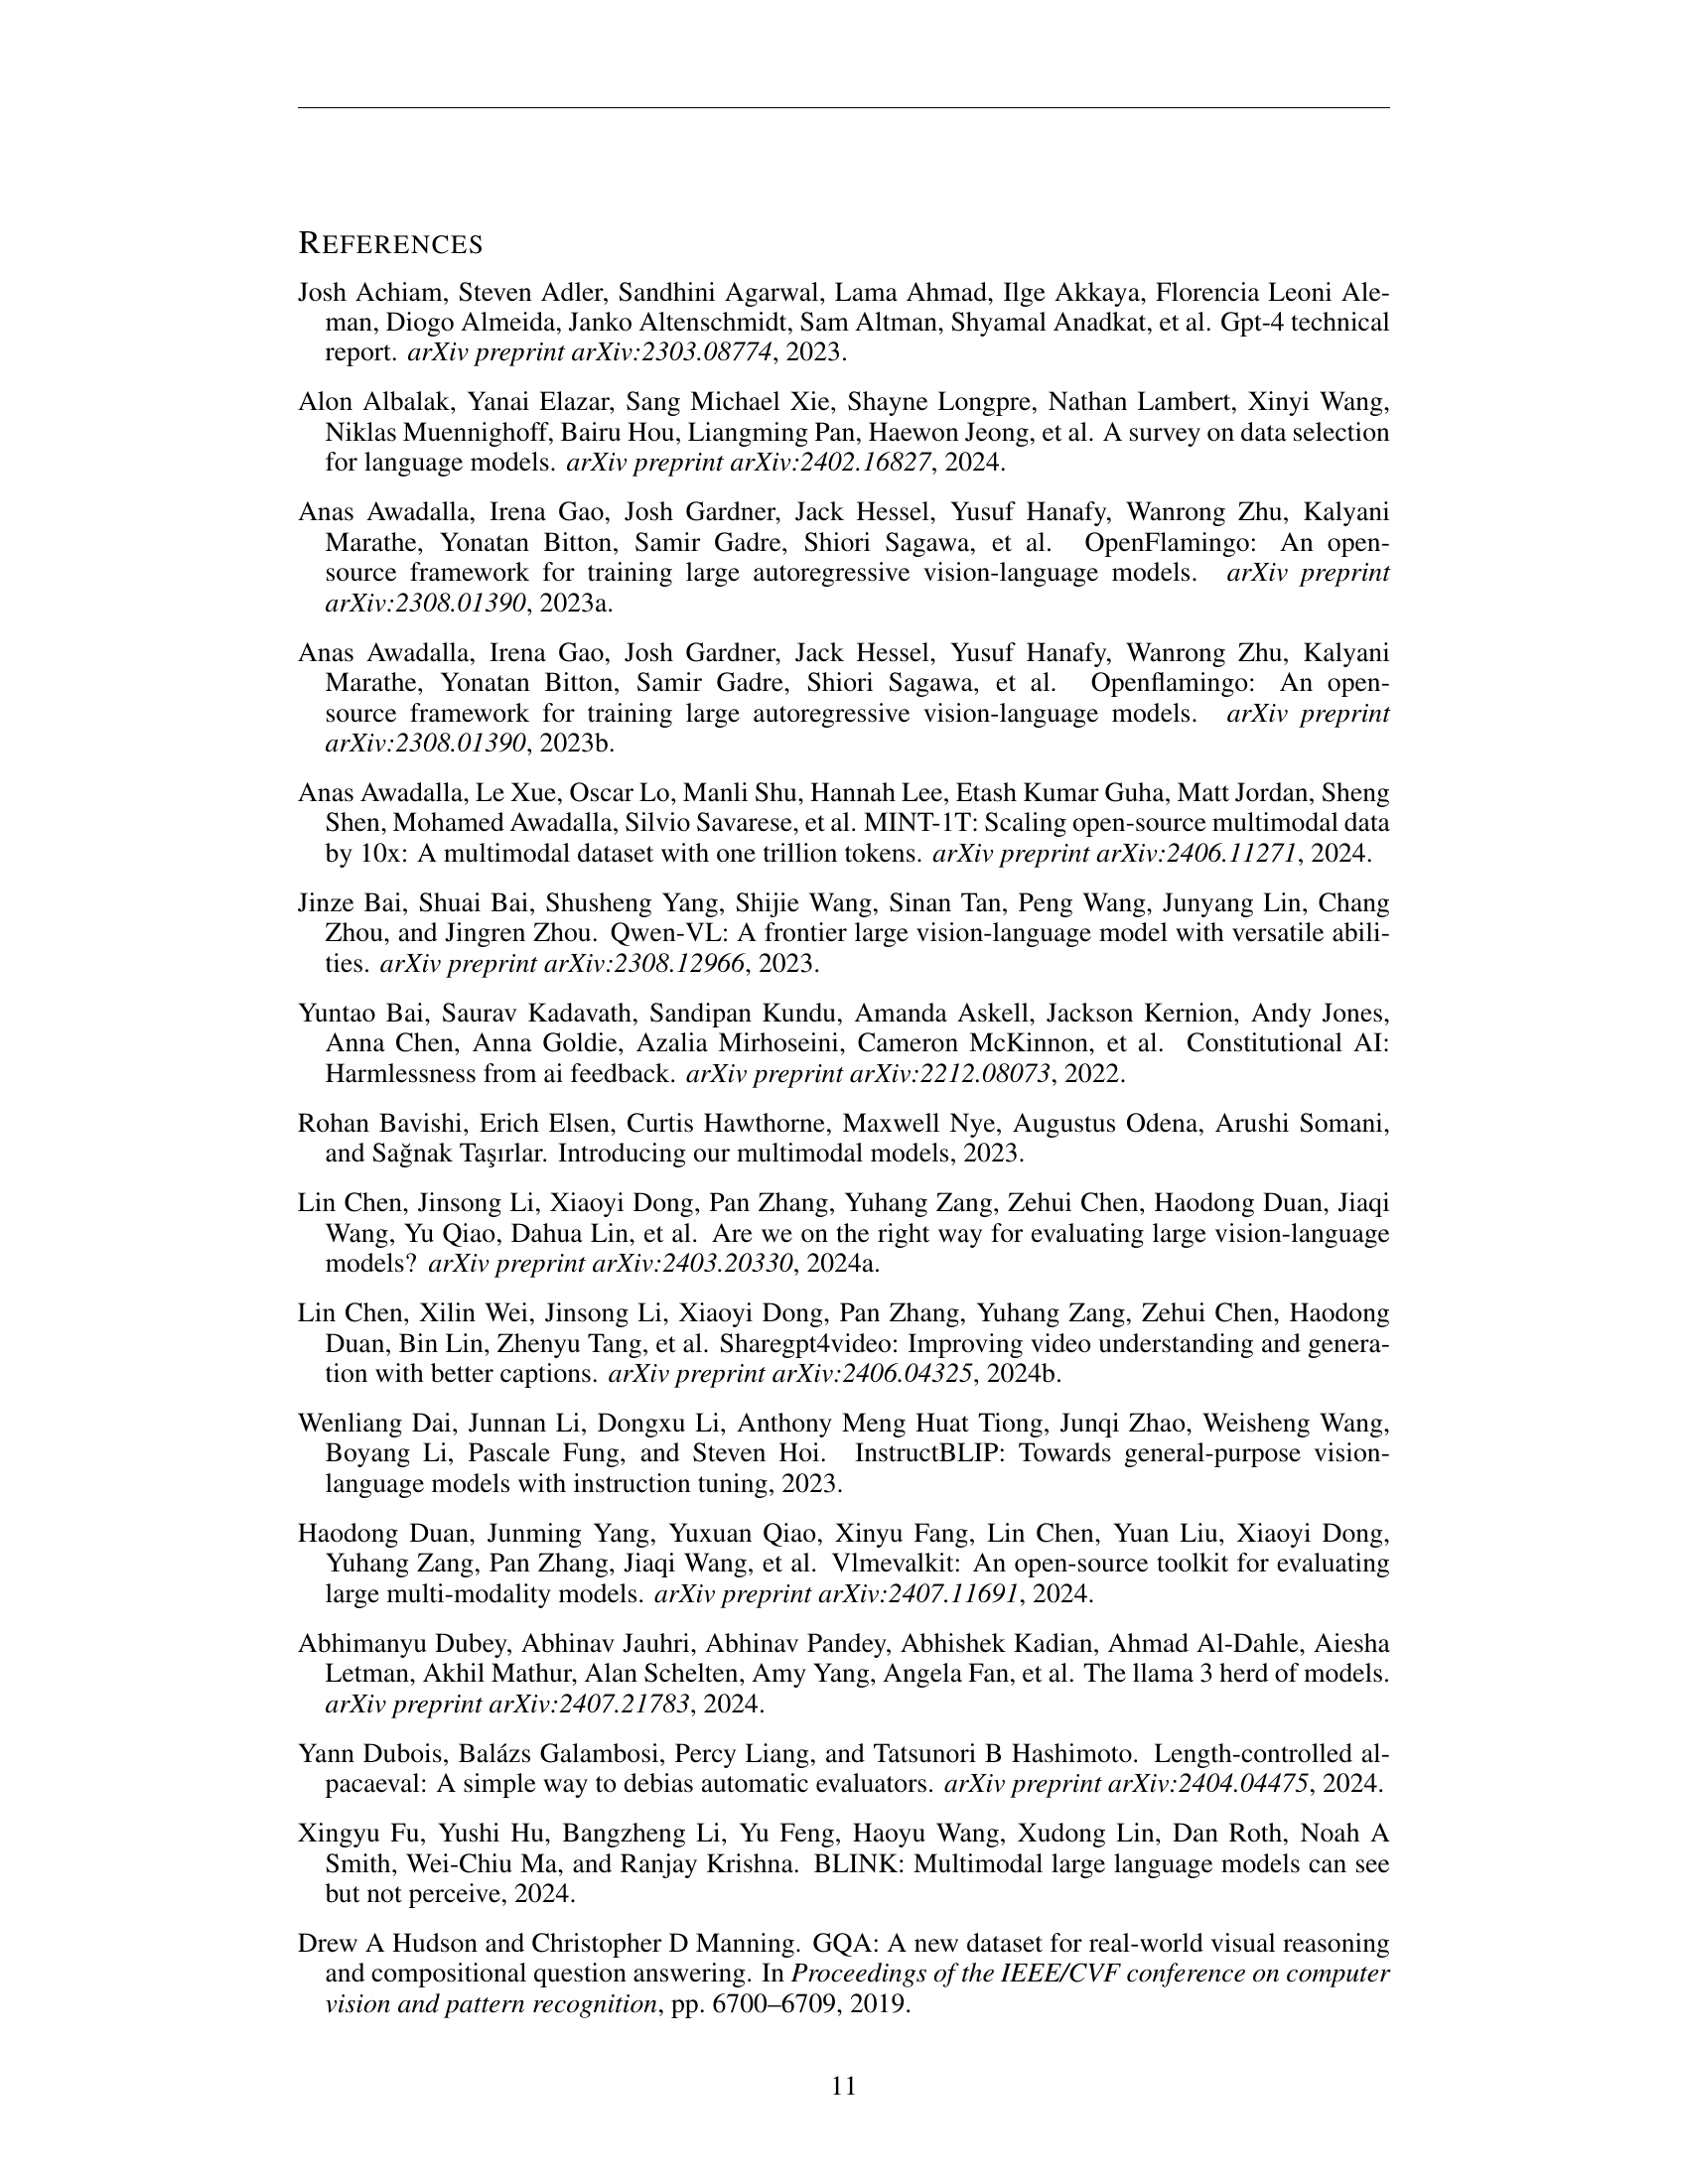 REFERENCES
Josh Achiam, Steven Adler, Sandhini Agarwal, Lama Ahmad, Ilge Akkaya, Florencia Leoni Ale-
man, Diogo Almeida, Janko Altenschmidt, Sam Altman, Shyamal Anadkat, et al. Gpt-4 technical
report. arXiv preprint arXiv:2303.08774, 2023.
Alon Albalak, Yanai Elazar, Sang Michael Xie, Shayne Longpre, Nathan Lambert, Xinyi Wang,
Niklas Muennighoff, Bairu Hou, Liangming Pan, Haewon Jeong, et al. A survey on data selection
for language models. arXiv preprint arXiv:2402.16827, 2024.
Anas Awadalla, Irena Gao, Josh Gardner, Jack Hessel, Yusuf Hanafy, Wanrong Zhu, Kalyani
Marathe, Yonatan Bitton, Samir Gadre, Shiori Sagawa, et al. OpenFlamingo: An open-
source framework for training large autoregressive vision-language models. arXiv preprint
arXiv:2308.01390, 2023a.
Anas Awadalla, Irena Gao, Josh Gardner, Jack Hessel, Yusuf Hanafy, Wanrong Zhu, Kalyani
Marathe, Yonatan Bitton, Samir Gadre, Shiori Sagawa, et al. Openflamingo: An open-
source framework for training large autoregressive vision-language models. arXiv preprint
arXiv:2308.01390, 2023b.
Anas Awadalla, Le Xue, Oscar Lo, Manli Shu, Hannah Lee, Etash Kumar Guha, Matt Jordan, Sheng
Shen, Mohamed Awadalla, Silvio Savarese, et al. MINT-1T: Scaling open-source multimodal data
by 10x: A multimodal dataset with one trillion tokens. arXiv preprint arXiv:2406.11271, 2024.
Jinze Bai, Shuai Bai, Shusheng Yang, Shijie Wang, Sinan Tan, Peng Wang, Junyang Lin, Chang
Zhou, and Jingren Zhou. Qwen-VL: A frontier large vision-language model with versatile abili-
ties. arXiv preprint arXiv:2308.12966, 2023.
Yuntao Bai, Saurav Kadavath, Sandipan Kundu, Amanda Askell, Jackson Kernion, Andy Jones,
Anna Chen, Anna Goldie, Azalia Mirhoseini, Cameron McKinnon, et al. Constitutional AI:
Harmlessness from ai feedback. arXiv preprint arXiv:2212.08073, 2022.
Rohan Bavishi, Erich Elsen, Curtis Hawthorne, Maxwell Nye, Augustus Odena, Arushi Somani,
and Sağnak Taşırlar. Introducing our multimodal models, 2023.
Lin Chen, Jinsong Li, Xiaoyi Dong, Pan Zhang, Yuhang Zang, Zehui Chen, Haodong Duan, Jiaqi
Wang, Yu Qiao, Dahua Lin, et al. Are we on the right way for evaluating large vision-language
models? arXiv preprint arXiv:2403.20330, 2024a.
Lin Chen, Xilin Wei, Jinsong Li, Xiaoyi Dong, Pan Zhang, Yuhang Zang, Zehui Chen, Haodong
Duan, Bin Lin, Zhenyu Tang, et al. Sharegpt4video: Improving video understanding and genera-
tion with better captions. arXiv preprint arXiv:2406.04325, 2024b.
Wenliang Dai, Junnan Li, Dongxu Li, Anthony Meng Huat Tiong, Junqi Zhao, Weisheng Wang,
Boyang Li, Pascale Fung, and Steven Hoi. InstructBLIP: Towards general-purpose vision-
language models with instruction tuning, 2023.
Haodong Duan, Junming Yang, Yuxuan Qiao, Xinyu Fang, Lin Chen, Yuan Liu, Xiaoyi Dong,
Yuhang Zang, Pan Zhang, Jiaqi Wang, et al. Vlmevalkit: An open-source toolkit for evaluating
large multi-modality models. arXiv preprint arXiv:2407.11691, 2024.
Abhimanyu Dubey, Abhinav Jauhri, Abhinav Pandey, Abhishek Kadian, Ahmad Al-Dahle, Aiesha
Letman, Akhil Mathur, Alan Schelten, Amy Yang, Angela Fan, et al. The llama 3 herd of models.
arXiv preprint arXiv:2407.21783, 2024.
Yann Dubois, Balázs Galambosi, Percy Liang, and Tatsunori B Hashimoto. Length-controlled al-
pacaeval: A simple way to debias automatic evaluators. arXiv preprint arXiv:2404.04475, 2024.
Xingyu Fu, Yushi Hu, Bangzheng Li, Yu Feng, Haoyu Wang, Xudong Lin, Dan Roth, Noah A
Smith, Wei-Chiu Ma, and Ranjay Krishna. BLINK: Multimodal large language models can see
but not perceive, 2024.
Drew A Hudson and Christopher D Manning. GQA: A new dataset for real-world visual reasoning
and compositional question answering. In Proceedings of the IEEE/CVF conference on computer
vision and pattern recognition, pp. 6700–6709, 2019.
11